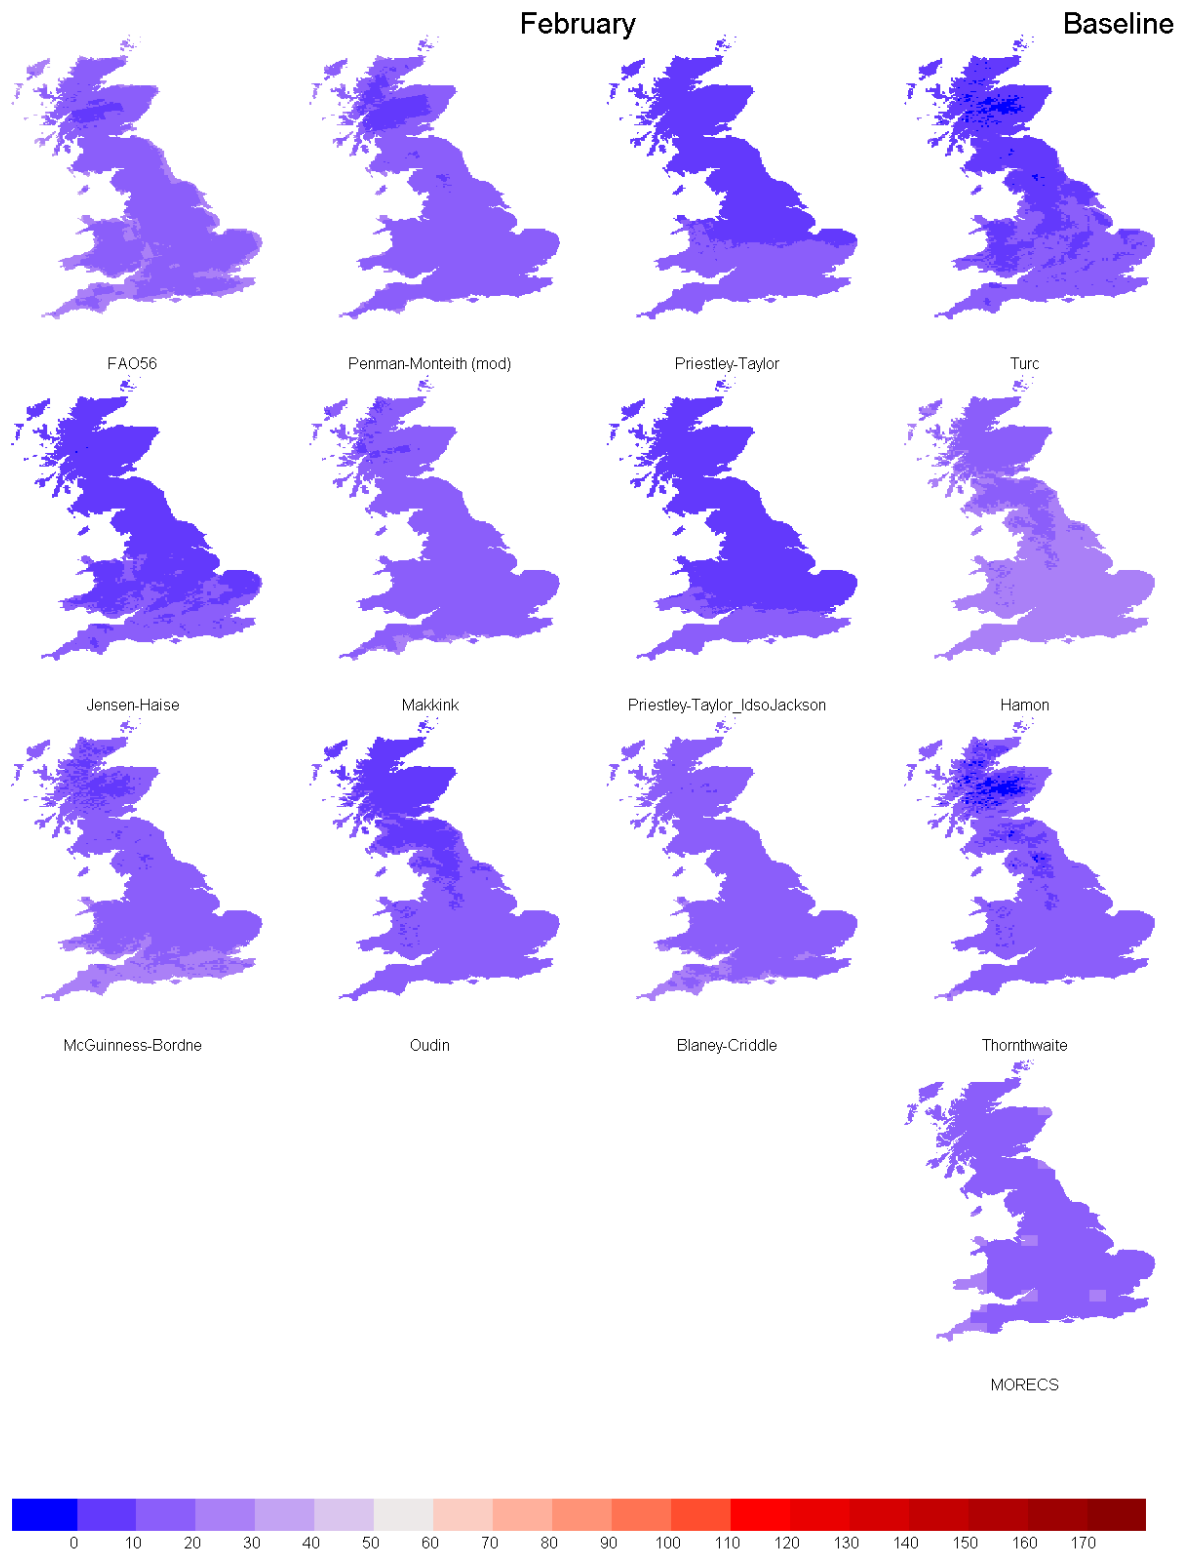 February Baseline
FAO56 Penman-Monteith (mod) Priestley-Taylor Turc
Jensen-Haise Makkink Priestley-Taylor_IdsoJackson Hamon
McGuinness-Bordne Oudin Blaney-Criddle Thornthwaite
MORECS
0 10 20 30 40 50 60 70 80 90 100 110 120 130 140 150 160 170